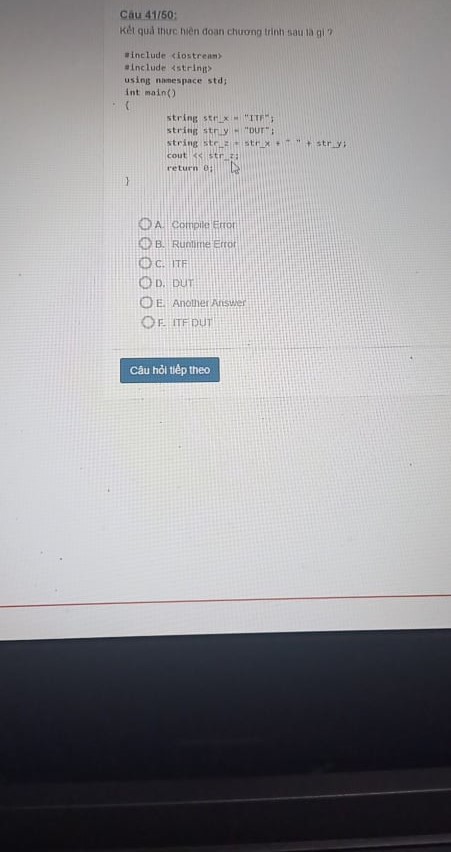 Câu 41/50:
Kết quả thực hiện đoạn chương trình sau là gì ?
#include <iostream>
#include <string>
using namespace std;
int main()
{
string str_x = "ITF";
string str_y = "DUT";
string str_z = str_x + " " + str_y;
cout << str_z;
return 0;
}
A. Compile Error
B. Runtime Error
C. ITF
D. DUT
E. Another Answer
F. ITF DUT
Câu hỏi tiếp theo